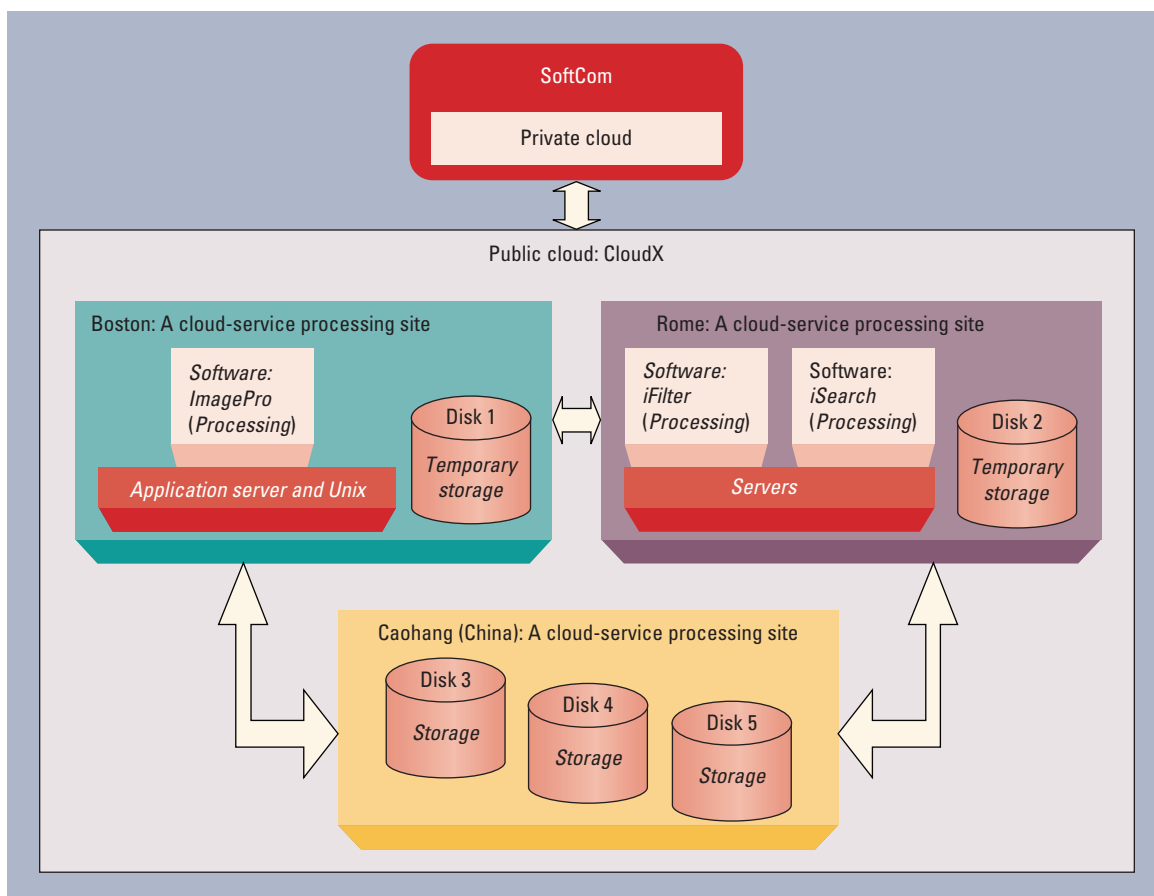 SoftCom
Private cloud
Public cloud: CloudX
Boston: A cloud-service processing site
Software:
ImagePro
(Processing)
Disk 1
Temporary
storage
Application server and Unix
Rome: A cloud-service processing site
Software:
iFilter
(Processing)
Software:
iSearch
(Processing)
Disk 2
Temporary
storage
Servers
Caohang (China): A cloud-service processing site
Disk 3
Storage
Disk 4
Storage
Disk 5
Storage